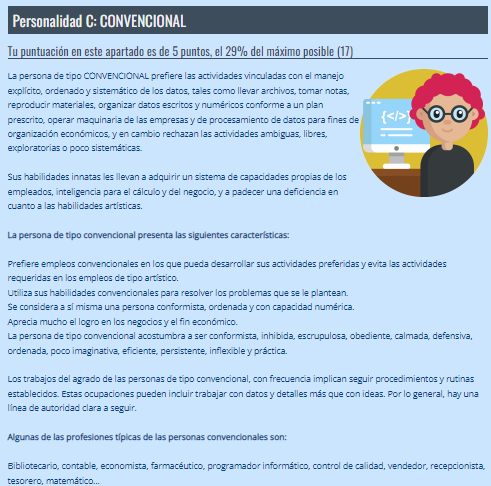 Personalidad C: CONVENCIONAL
Tu puntuación en este apartado es de 5 puntos, el 29% del máximo posible (17)
La persona de tipo CONVENCIONAL prefiere las actividades vinculadas con el manejo
explícito, ordenado y sistemático de los datos, tales como llevar archivos, tomar notas,
reproducir materiales, organizar datos escritos y numéricos conforme a un plan
prescrito, operar maquinaria de las empresas y de procesamiento de datos para fines de
organización económicos, y en cambio rechazan las actividades ambiguas, libres,
exploratorias o poco sistemáticas.
{</>}
Sus habilidades innatas les llevan a adquirir un sistema de capacidades propias de los
empleados, inteligencia para el cálculo y del negocio, y a padecer una deficiencia en
cuanto a las habilidades artísticas.
La persona de tipo convencional presenta las siguientes características:
Prefiere empleos convencionales en los que pueda desarrollar sus actividades preferidas y evita las actividades
requeridas en los empleos de tipo artístico.
Utiliza sus habilidades convencionales para resolver los problemas que se le plantean.
Se considera a sí misma una persona conformista, ordenada y con capacidad numérica.
Aprecia mucho el logro en los negocios y el fin económico.
La persona de tipo convencional acostumbra a ser conformista, inhibida, escrupulosa, obediente, calmada, defensiva,
ordenada, poco imaginativa, eficiente, persistente, inflexible y práctica.
Los trabajos del agrado de las personas de tipo convencional, con frecuencia implican seguir procedimientos y rutinas
establecidos. Estas ocupaciones pueden incluir trabajar con datos y detalles más que con ideas. Por lo general, hay una
línea de autoridad clara a seguir.
Algunas de las profesiones típicas de las personas convencionales son:
Bibliotecario, contable, economista, farmacéutico, programador informático, control de calidad, vendedor, recepcionista,
tesorero, matemático...